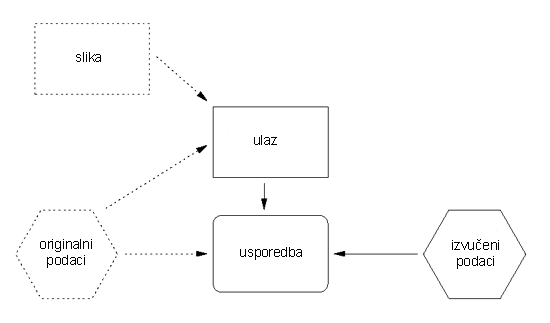 slika
ulaz
originalni
podaci
usporedba
izvučeni
podaci